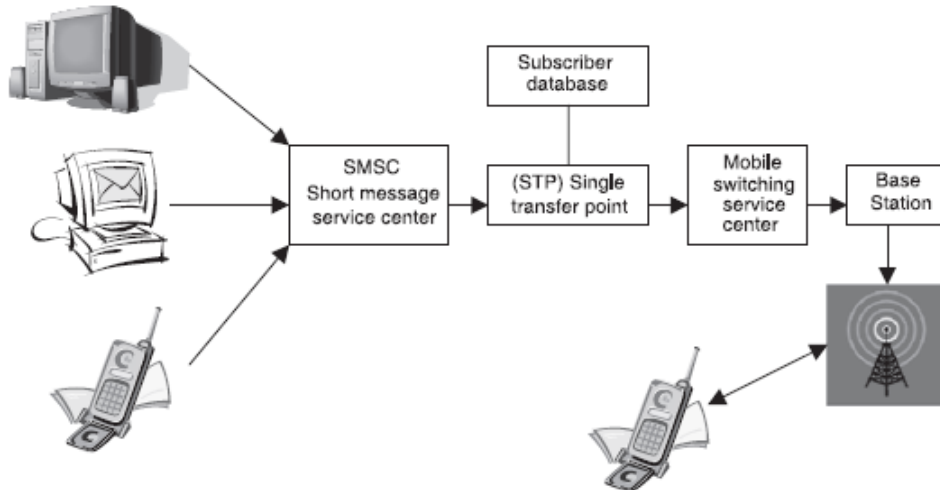 Subscriber
database
SMSC
Short message
service center
(STP) Single
transfer point
Mobile
switching
service
center
Base
Station